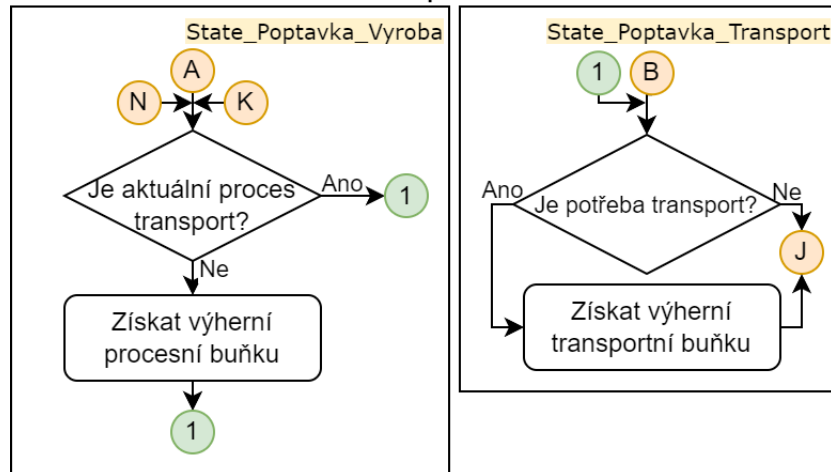 State_Poptavka_Vyroba
A
N
K
Je aktuální proces
transport?
Ano
1
Ne
Získat výherní
procesní buňku
1
State_Poptavka_Transport
1
B
Ano
Je potřeba transport?
Ne
J
Získat výherní
transportní buňku